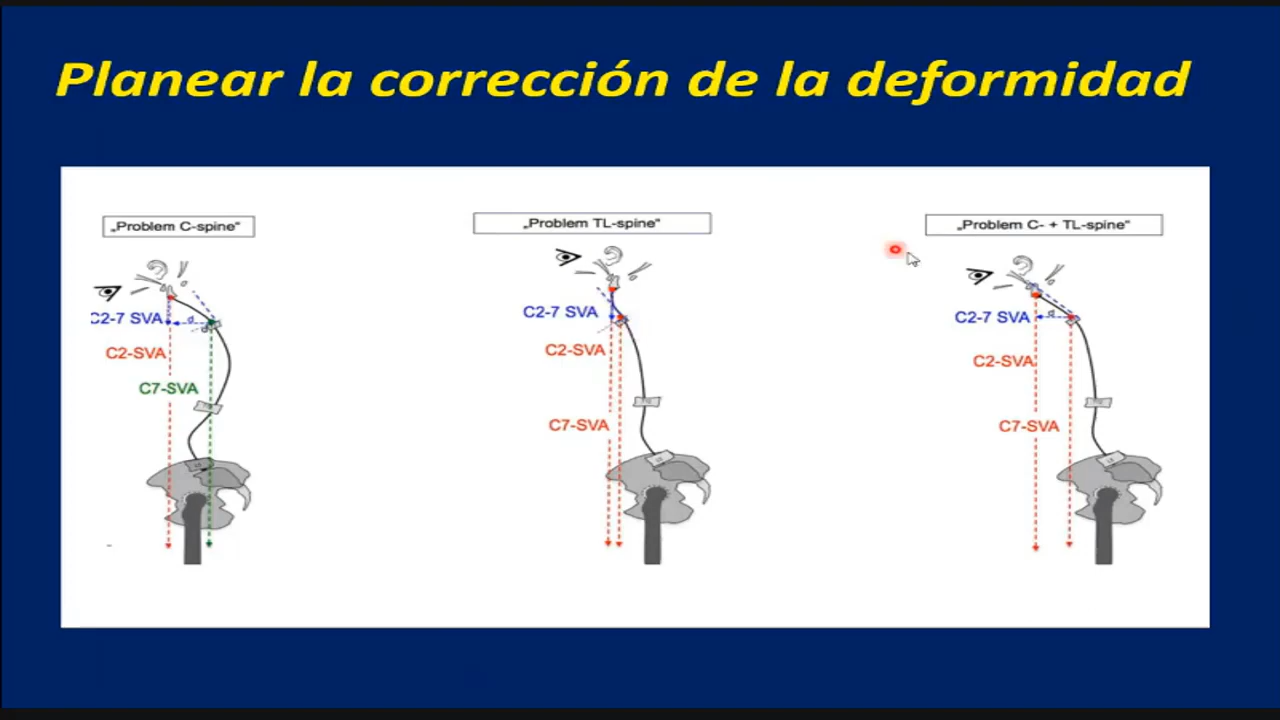 Planear la corrección de la deformidad
„Problem C-spine“
C2-7 SVA
d
C2-SVA
C7-SVA
„Problem TL-spine“
C2-7 SVA
C2-SVA
C7-SVA
„Problem C- + TL-spine“
C2-7 SVA
d
C2-SVA
C7-SVA